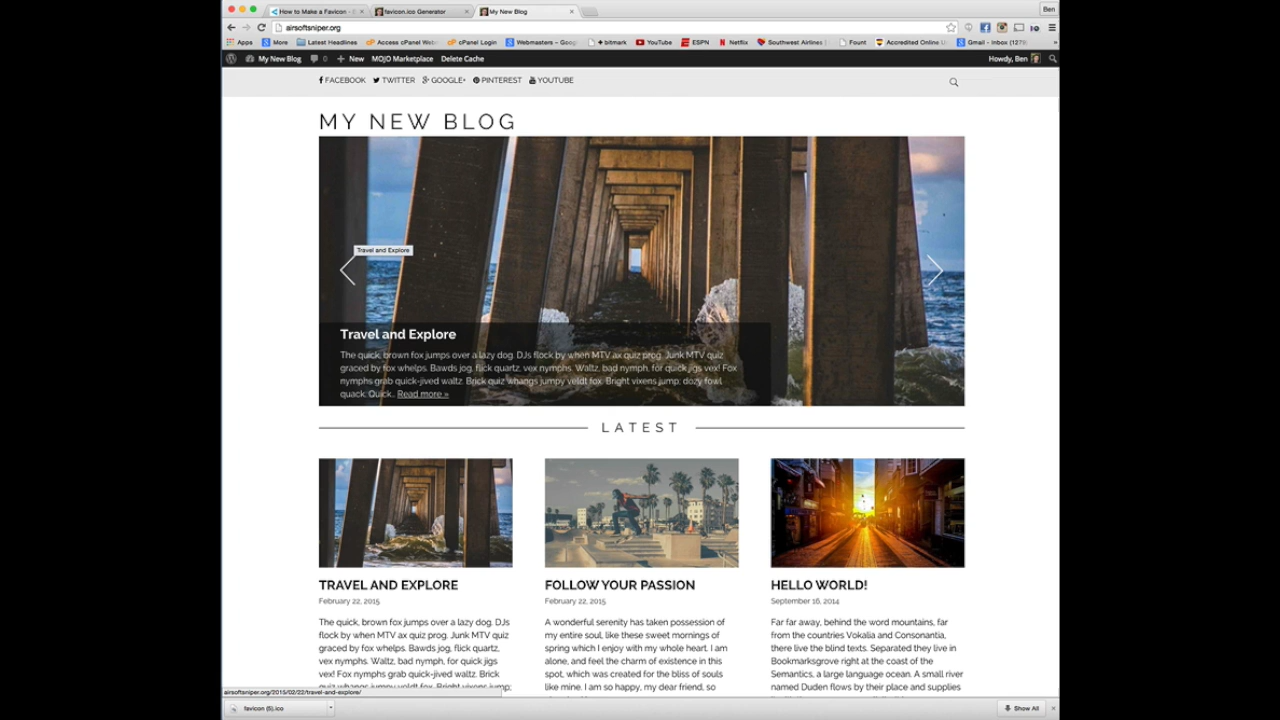 How to Make a Favicon -
favicon.ico Generator
My New Blog
Ben
airsoftsniper.org
Apps
More
Latest Headlines
Access cPanel Web
cPanel Login
Webmasters – Goog
+ bitmark
YouTube
ESPN
Netflix
Southwest Airlines
Fount
Accredited Online
Gmail - Inbox (127
»
My New Blog
0
+ New
MOJO Marketplace
Delete Cache
Howdy, Ben
FACEBOOK
TWITTER
GOOGLE+
PINTEREST
YOUTUBE
MY NEW BLOG
Travel and Explore
Travel and Explore
The quick, brown fox jumps over a lazy dog. DJs flock by when MTV ax quiz prog. Junk MTV quiz
graced by fox whelps. Bawds jog, flick quartz, vex nymphs. Waltz, bad nymph, for quick jigs vex! Fox
nymphs grab quick-jived waltz. Brick quiz whangs jumpy veldt fox. Bright vixens jump; dozy fowl
quack. Quick… Read more »
LATEST
TRAVEL AND EXPLORE
February 22, 2015
The quick, brown fox jumps over a lazy dog. DJs
flock by when MTV ax quiz prog. Junk MTV quiz
graced by fox whelps. Bawds jog, flick quartz,
vex nymphs. Waltz, bad nymph, for quick jigs
vex! Fox nymphs grab quick-jived waltz. Brick
quiz whangs jumpy veldt fox. Bright vixens jump;
FOLLOW YOUR PASSION
February 22, 2015
A wonderful serenity has taken possession of
my entire soul, like these sweet mornings of
spring which I enjoy with my whole heart. I am
alone, and feel the charm of existence in this
spot, which was created for the bliss of souls
like mine. I am so happy, my dear friend, so
HELLO WORLD!
September 16, 2014
Far far away, behind the word mountains, far
from the countries Vokalia and Consonantia,
there live the blind texts. Separated they live in
Bookmarksgrove right at the coast of the
Semantics, a large language ocean. A small river
named Duden flows by their place and supplies
airsoftsniper.org/2015/02/22/travel-and-explore/
favicon (5).ico
Show All